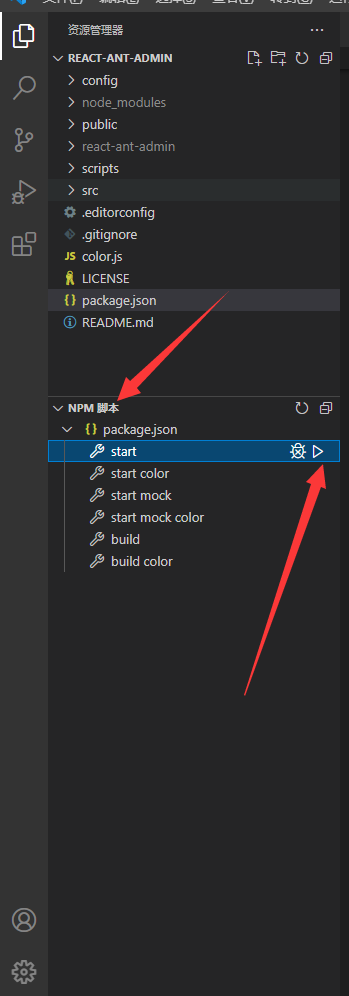 资源管理器
REACT-ANT-ADMIN
config
node_modules
public
react-ant-admin
scripts
src
.editorconfig
.gitignore
JS color.js
LICENSE
{} package.json
README.md
NPM 脚本
{} package.json
start
start color
start mock
start mock color
build
build color